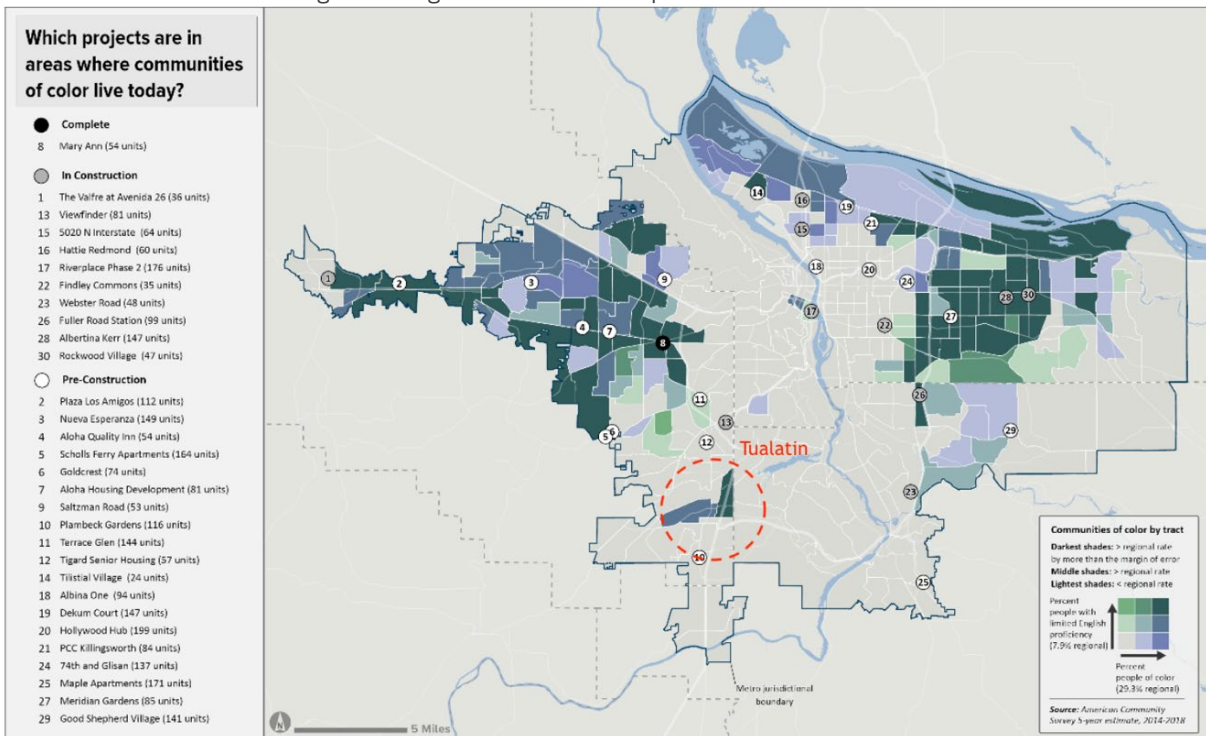 Which projects are in
areas where communities
of color live today?
Complete
8 Mary Ann (54 units)
In Construction
1 The Valfre at Avenida 26 (36 units)
13 Viewfinder (81 units)
15 5020 N Interstate (64 units)
16 Hattie Redmond (60 units)
17 Riverplace Phase 2 (176 units)
22 Findley Commons (35 units)
23 Webster Road (48 units)
26 Fuller Road Station (99 units)
28 Albertina Kerr (147 units)
30 Rockwood Village (47 units)
Pre-Construction
2 Plaza Los Amigos (112 units)
3 Nueva Esperanza (149 units)
4 Aloha Quality Inn (54 units)
5 Scholls Ferry Apartments (164 units)
6 Goldcrest (74 units)
7 Aloha Housing Development (81 units)
9 Saltzman Road (53 units)
10 Plambeck Gardens (116 units)
11 Terrace Glen (144 units)
12 Tigard Senior Housing (57 units)
14 Tilistial Village (24 units)
18 Albina One (94 units)
19 Dekum Court (147 units)
20 Hollywood Hub (199 units)
21 PCC Killingsworth (84 units)
24 74th and Glisan (137 units)
25 Maple Apartments (171 units)
27 Meridian Gardens (85 units)
29 Good Shepherd Village (141 units)
14
16
19
21
15
18
20
24
1
2
3
9
28
30
17
27
4
7
22
8
11
26
13
6
5
12
29
Tualatin
23
10
25
Metro jurisdictional
boundary
5 Miles
Communities of color by tract
Darkest shades: > regional rate
by more than the margin of error
Middle shades: > regional rate
Lightest shades: < regional rate
Percent
people with
limited English
proficiency
(7.9% regional)
Percent
people of color
(29.3% regional)
Source: American Community
Survey 5-year estimate, 2014-2018